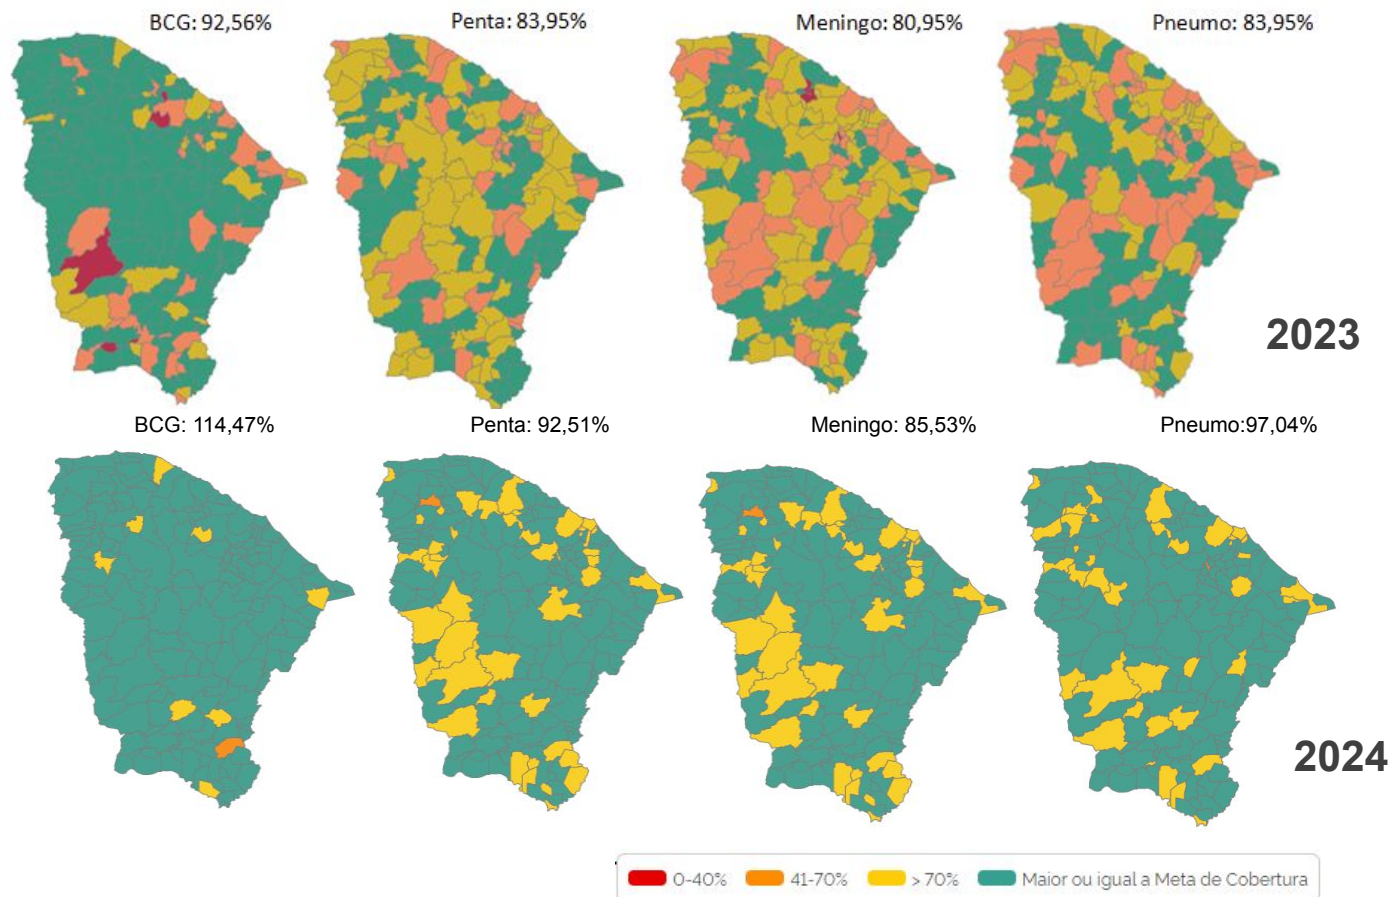 BCG: 92,56%
Penta: 83,95%
Meningo: 80,95%
Pneumo: 83,95%
2023
BCG: 114,47%
Penta: 92,51%
Meningo: 85,53%
Pneumo:97,04%
2024
0-40%
41-70%
> 70%
Maior ou igual a Meta de Cobertura